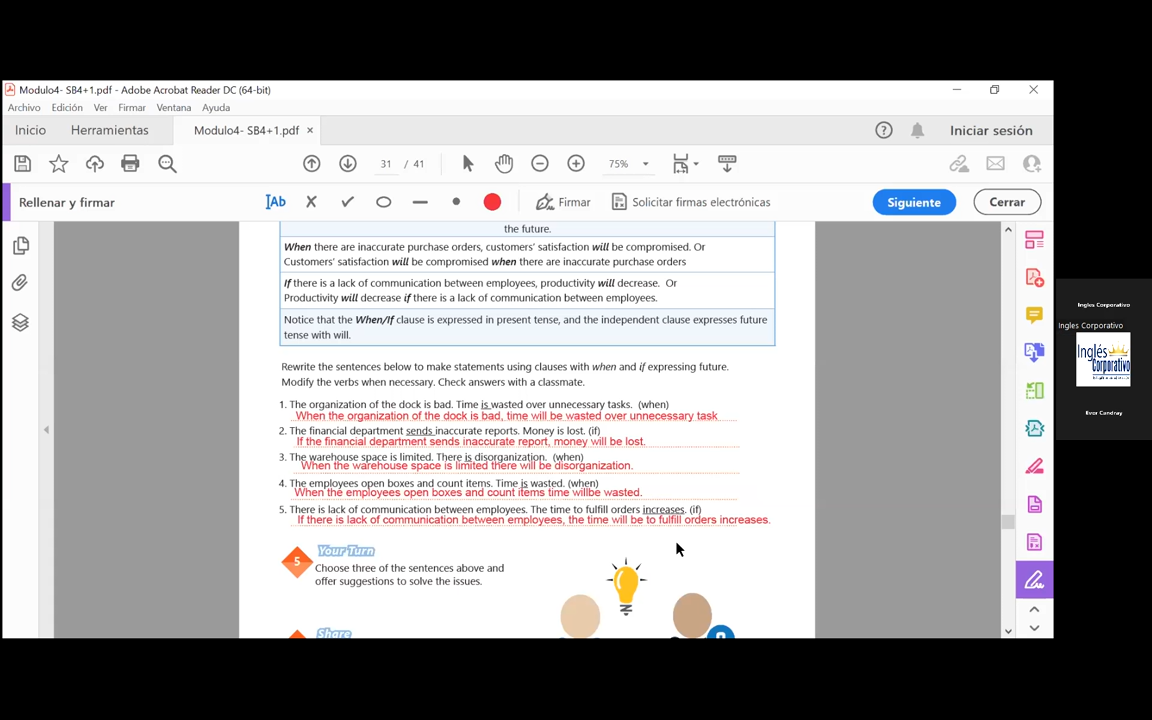 Modulo4- SB4+1.pdf - Adobe Acrobat Reader DC (64-bit)
Archivo Edición Ver Firmar Ventana Ayuda
Inicio Herramientas Modulo4- SB4+1.pdf × Iniciar sesión
31 / 41 75%
Rellenar y firmar Ab Firmar Solicitar firmas electrónicas Siguiente Cerrar
the future.
When there are inaccurate purchase orders, customers' satisfaction will be compromised. Or
Customers' satisfaction will be compromised when there are inaccurate purchase orders
If there is a lack of communication between employees, productivity will decrease. Or
Productivity will decrease if there is a lack of communication between employees.
Notice that the When/If clause is expressed in present tense, and the independent clause expresses future
tense with will.
Rewrite the sentences below to make statements using clauses with when and if expressing future.
Modify the verbs when necessary. Check answers with a classmate.
1. The organization of the dock is bad. Time is wasted over unnecessary tasks. (when)
When the organization of the dock is bad, time will be wasted over unnecessary task
2. The financial department sends inaccurate reports. Money is lost. (if)
If the financial department sends inaccurate report, money will be lost.
3. The warehouse space is limited. There is disorganization. (when)
When the warehouse space is limited there will be disorganization.
4. The employees open boxes and count items. Time is wasted. (when)
When the employees open boxes and count items time willbe wasted.
5. There is lack of communication between employees. The time to fulfill orders increases. (if)
If there is lack of communication between employees, the time will be to fulfill orders increases.
5 Your Turn
Choose three of the sentences above and
offer suggestions to solve the issues.
Share
Ingles Corporativo
Ingles Corporativo
Inglés
Corporativo
Ever Candray